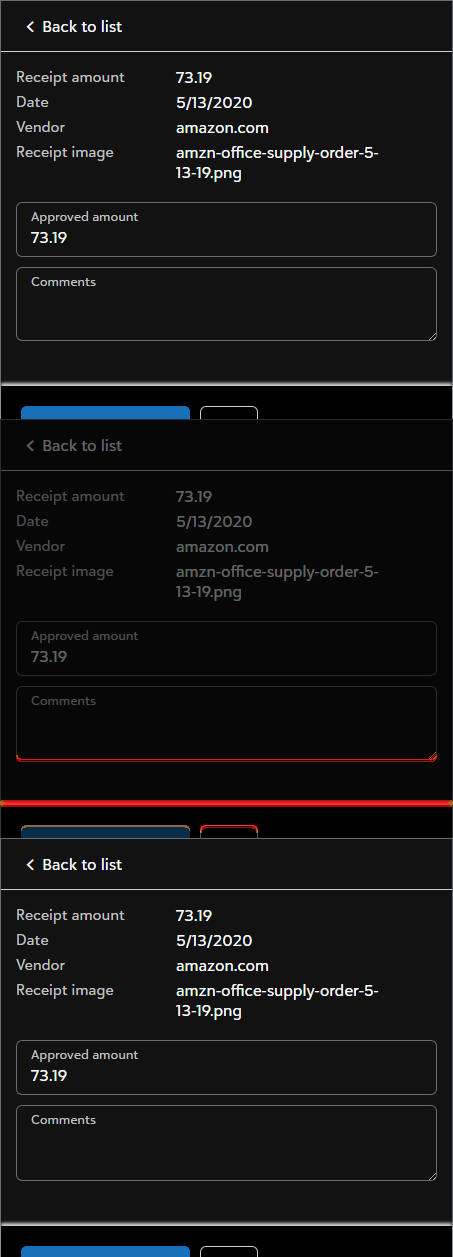 Back to list
Receipt amount 73.19
Date 5/13/2020
Vendor amazon.com
Receipt image amzn-office-supply-order-5-
13-19.png
Approved amount
73.19
Comments
Back to list
Receipt amount 73.19
Date 5/13/2020
Vendor amazon.com
Receipt image amzn-office-supply-order-5-
13-19.png
Approved amount
73.19
Comments
Back to list
Receipt amount 73.19
Date 5/13/2020
Vendor amazon.com
Receipt image amzn-office-supply-order-5-
13-19.png
Approved amount
73.19
Comments